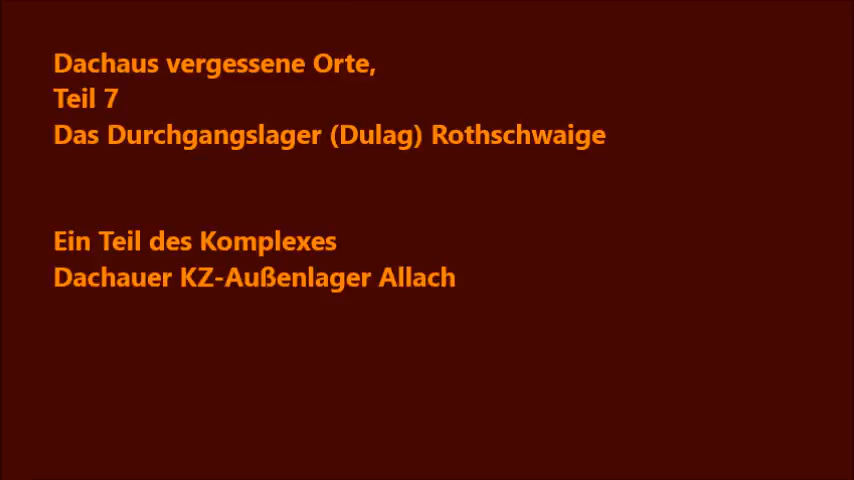 Dachaus vergessene Orte,
Teil 7
Das Durchgangslager (Dulag) Rothschwaige
Ein Teil des Komplexes
Dachauer KZ-Außenlager Allach